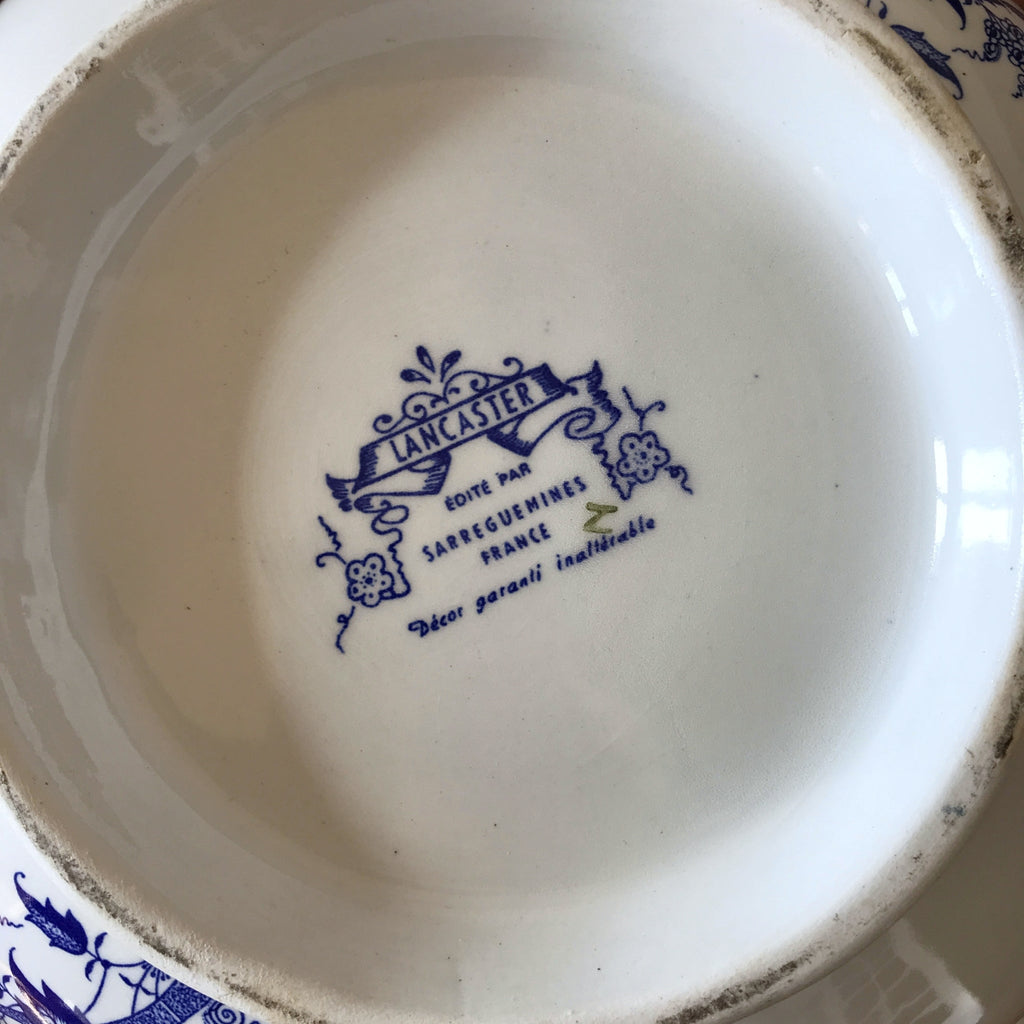 LANCASTER
ÉDITÉ PAR
SARREGUEMINES
FRANCE
N
Décor garanti inaltérable